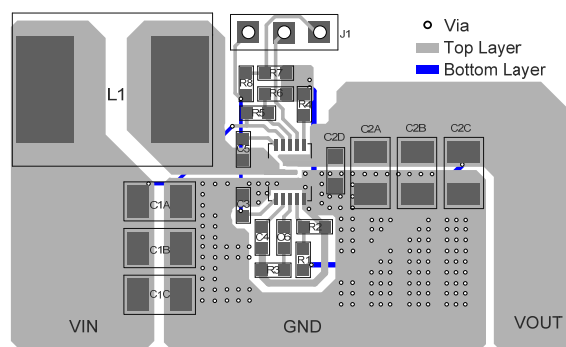 J1
Via
Top Layer
Bottom Layer
L1
R7
R8
R6
R5
R4
C5
C2D
C2A
C2B
C2C
C3
C1A
C1B
C1C
C4
C6
R2
R3
R1
VIN
GND
VOUT